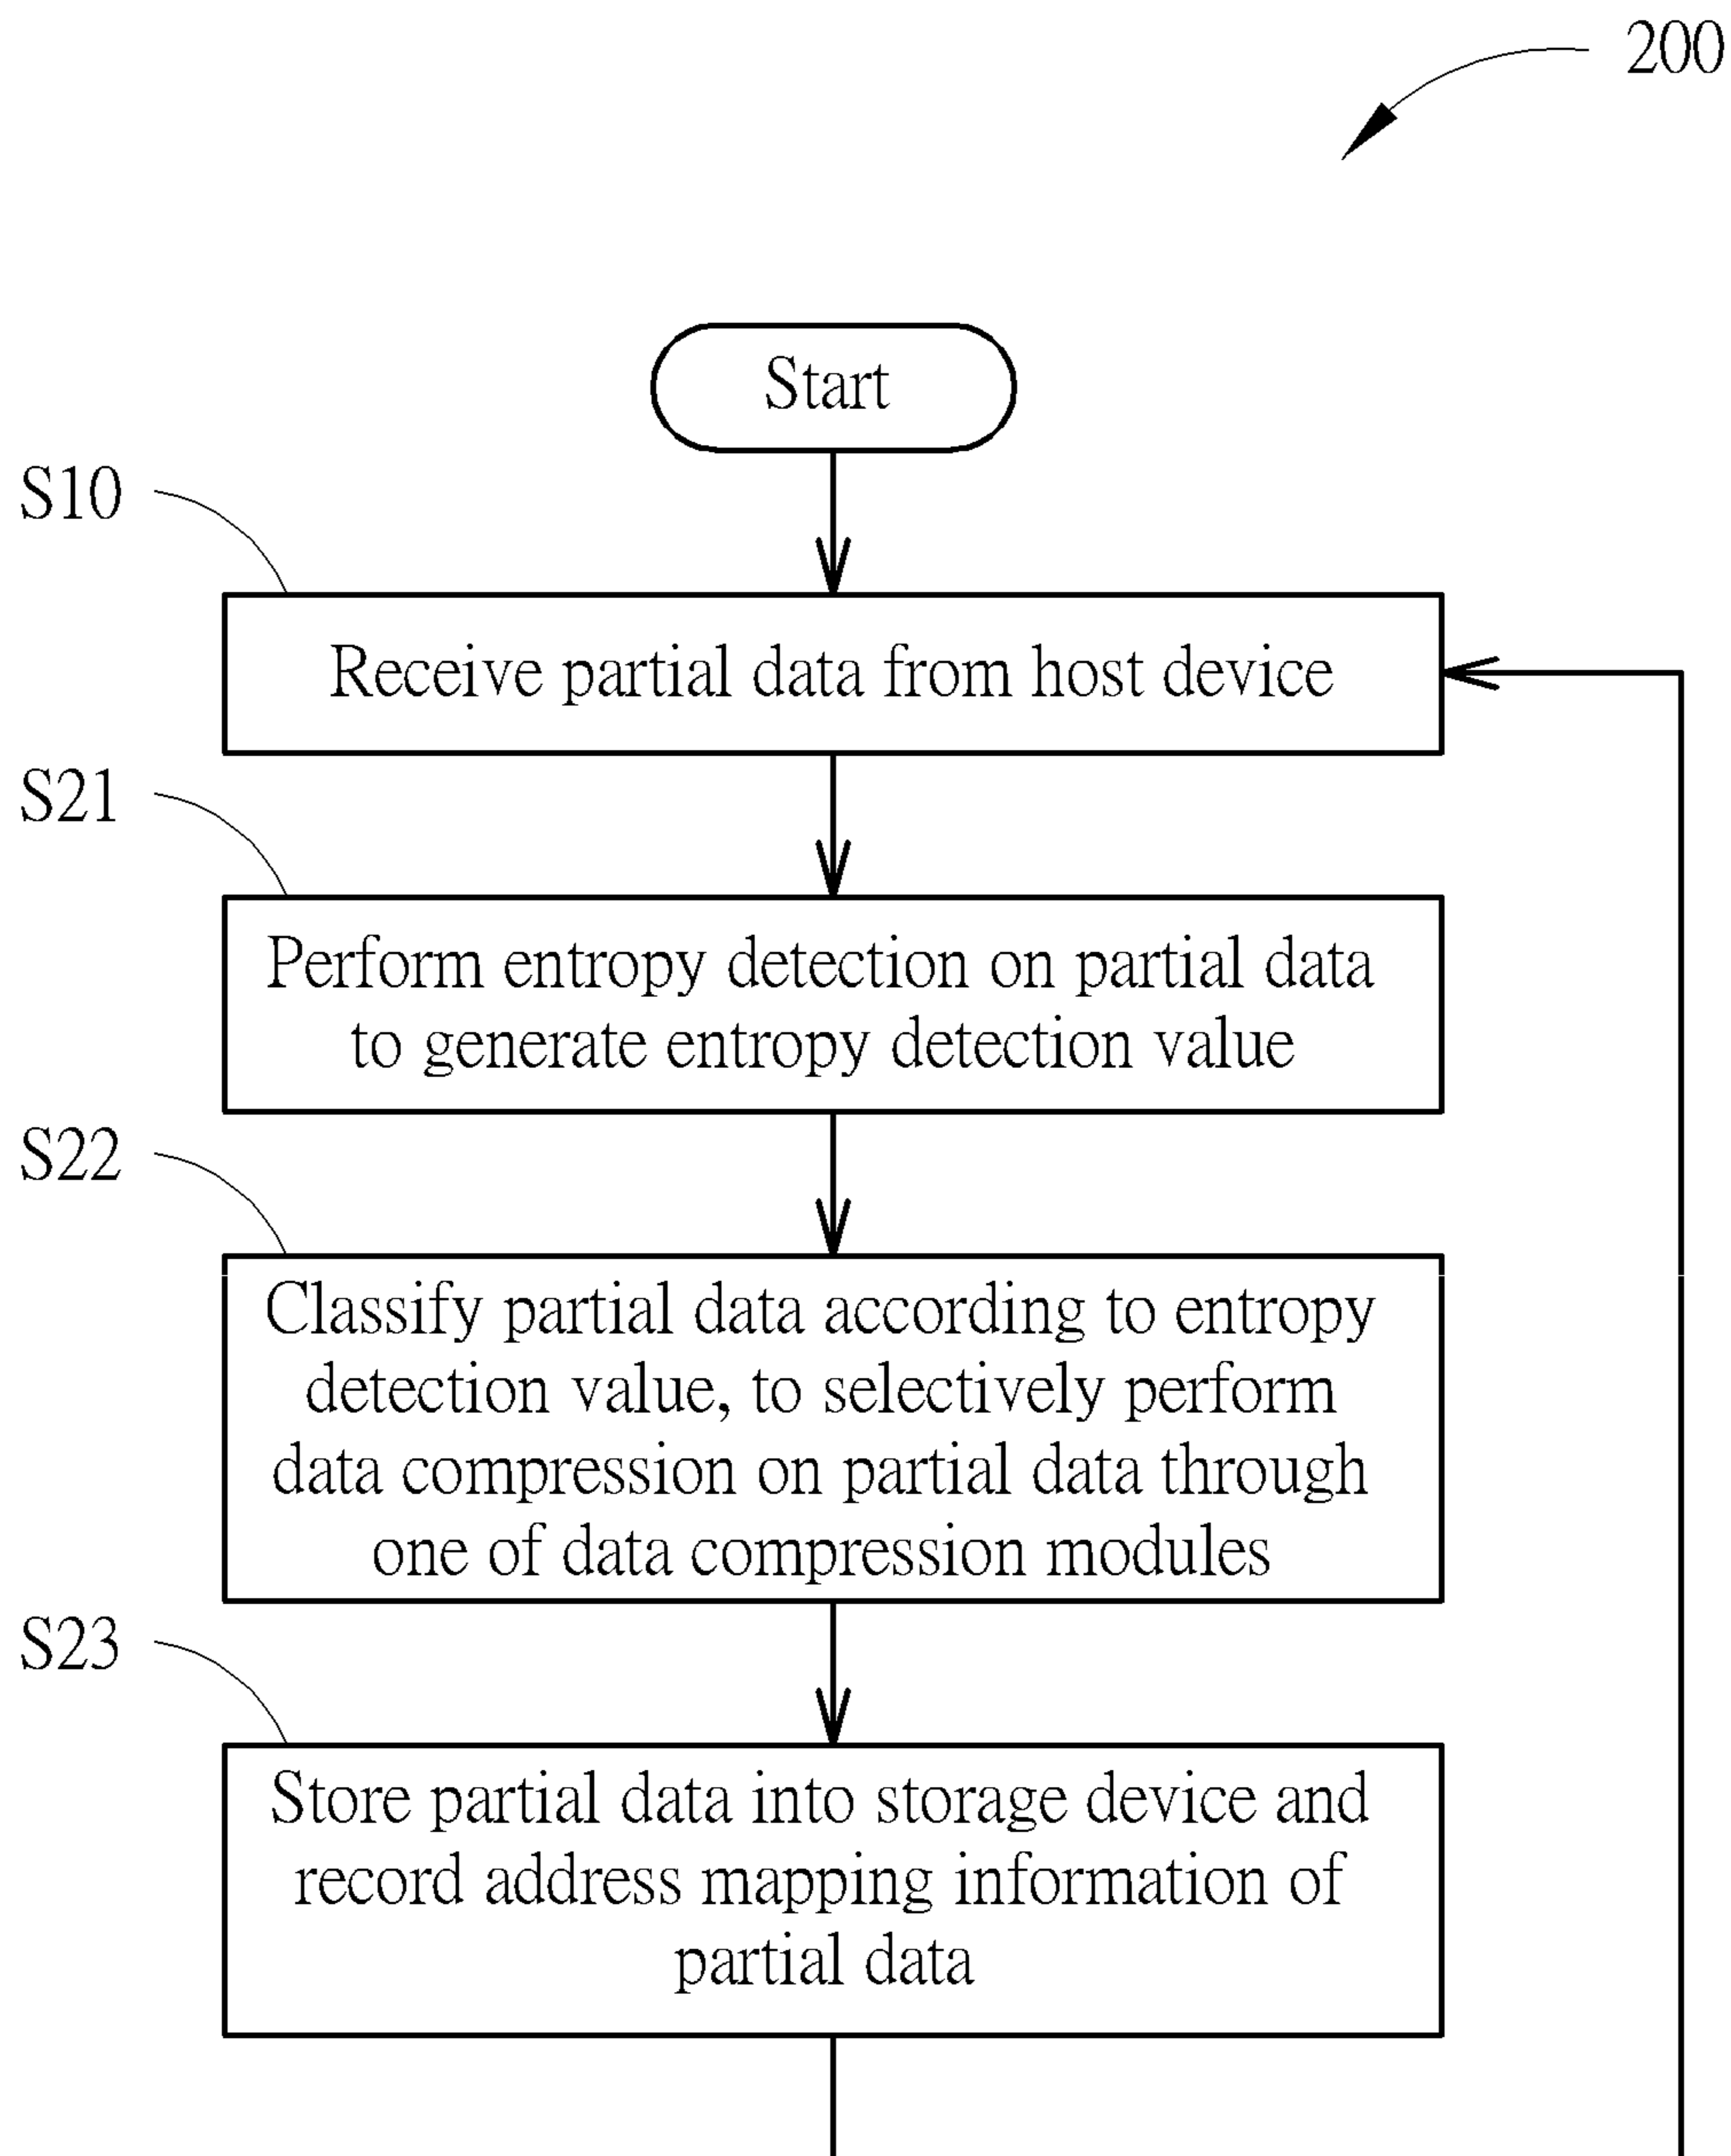 200
Start
S10
Receive partial data from host device
S21
Perform entropy detection on partial data
to generate entropy detection value
S22
Classify partial data according to entropy
detection value, to selectively perform
data compression on partial data through
one of data compression modules
S23
Store partial data into storage device and
record address mapping information of
partial data